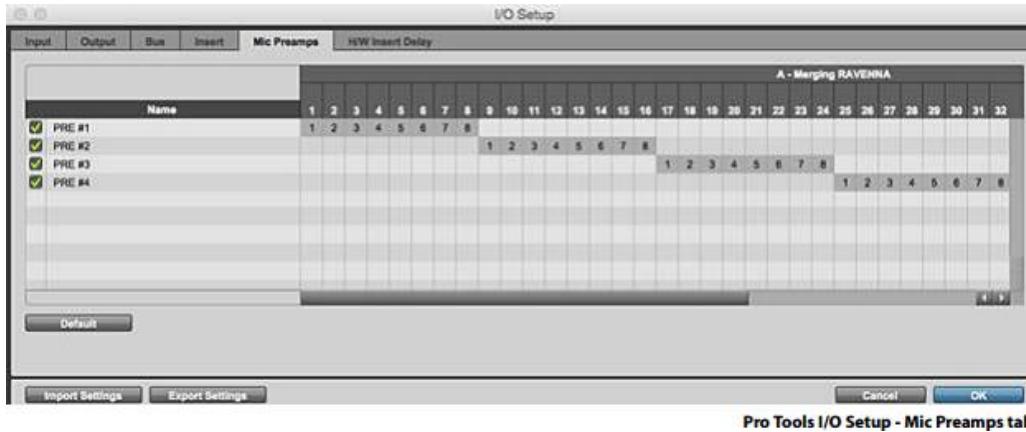 I/O Setup
Input Output Bus Insert Mic Preamps H/W Insert Delay
A - Merging RAVENNA
Name 1 2 3 4 5 6 7 8 9 10 11 12 13 14 15 16 17 18 19 20 21 22 23 24 25 26 27 28 29 30 31 32
PRE #1 1 2 3 4 5 6 7 8
PRE #2 1 2 3 4 5 6 7 8
PRE #3 1 2 3 4 5 6 7 8
PRE #4 1 2 3 4 5 6 7 8
Default
Import Settings Export Settings Cancel OK
Pro Tools I/O Setup - Mic Preamps tal